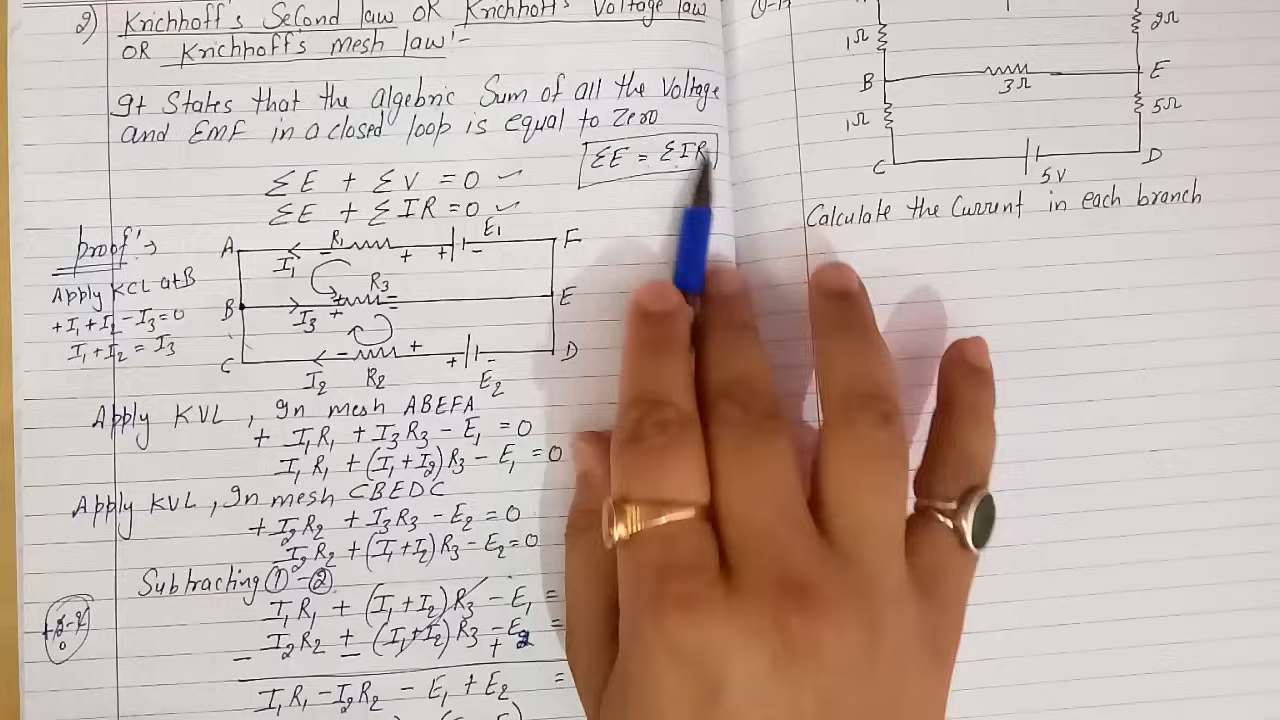 2) Krichhoff's Second law OR Krichhoff's Voltage law
OR Krichhoff's mesh law:-
It States that the algebric Sum of all the Voltage
and EMF in a closed loop is equal to Zero
ΣE = ΣIR
ΣE + ΣV = 0
ΣE + ΣIR = 0
proof:→
Apply KCL at B
+I₁+I₂-I₃=0
I₁+I₂ = I₃
A I₁ R₁ + + E₁ - F
B I₃ + R₃ - E
C I₂ - R₂ + + E₂ - D
Apply KVL, In mesh ABEFA
+ I₁R₁ + I₃R₃ - E₁ = 0
I₁R₁ + (I₁+I₂)R₃ - E₁ = 0
Apply KVL, In mesh CBEDC
+ I₂R₂ + I₃R₃ - E₂ = 0
I₂R₂ + (I₁+I₂)R₃ - E₂ = 0
Subtracting ① - ②
I₁R₁ + (I₁+I₂)R₃ - E₁ =
- I₂R₂ ± (I₁+I₂)R₃ - E₂ =
+
I₁R₁ - I₂R₂ - E₁ + E₂ =
1Ω 2Ω
B 3Ω E
1Ω 5Ω
C 5V D
Calculate the Current in each branch